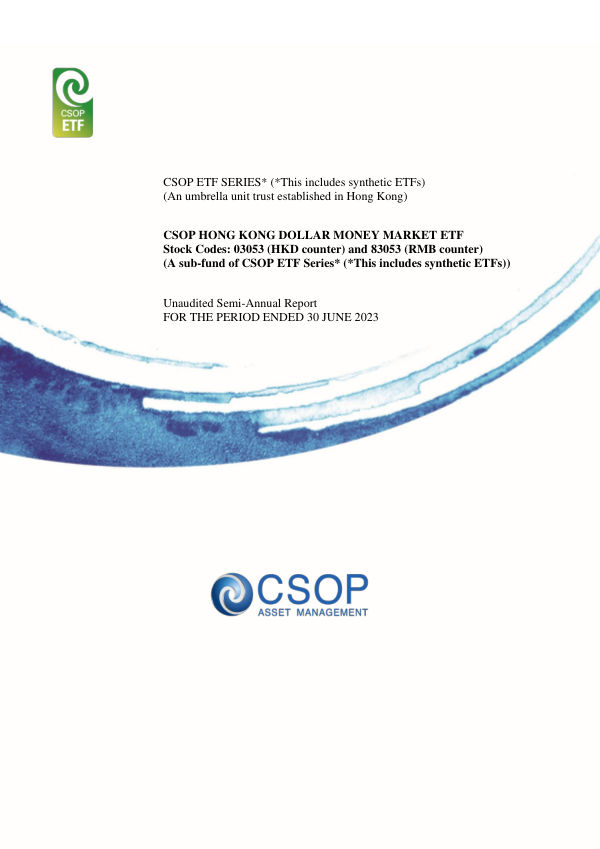 CSOP
ETF
CSOP ETF SERIES* (*This includes synthetic ETFs)
(An umbrella unit trust established in Hong Kong)
CSOP HONG KONG DOLLAR MONEY MARKET ETF
Stock Codes: 03053 (HKD counter) and 83053 (RMB counter)
(A sub-fund of CSOP ETF Series* (*This includes synthetic ETFs))
Unaudited Semi-Annual Report
FOR THE PERIOD ENDED 30 JUNE 2023
CSOP
ASSET MANAGEMENT